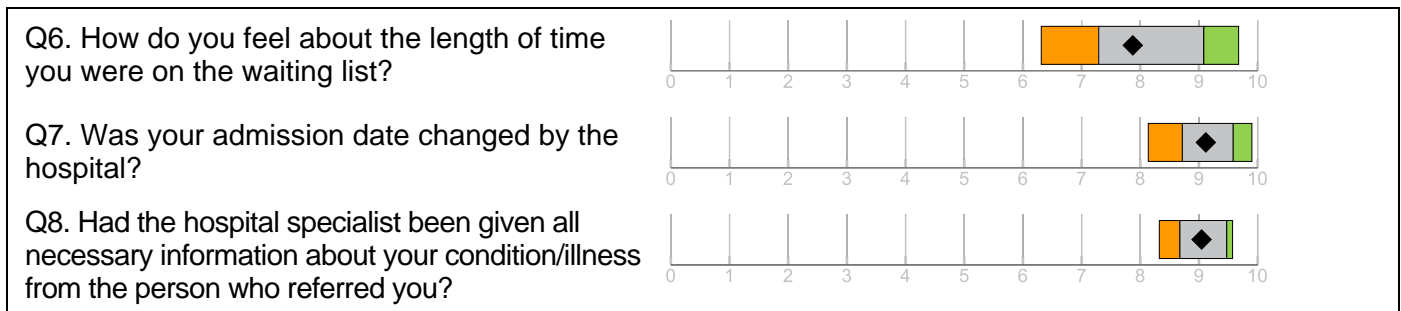 Q6. How do you feel about the length of time
you were on the waiting list?
0 1 2 3 4 5 6 7 8 9 10
Q7. Was your admission date changed by the
hospital?
0 1 2 3 4 5 6 7 8 9 10
Q8. Had the hospital specialist been given all
necessary information about your condition/illness
from the person who referred you?
0 1 2 3 4 5 6 7 8 9 10